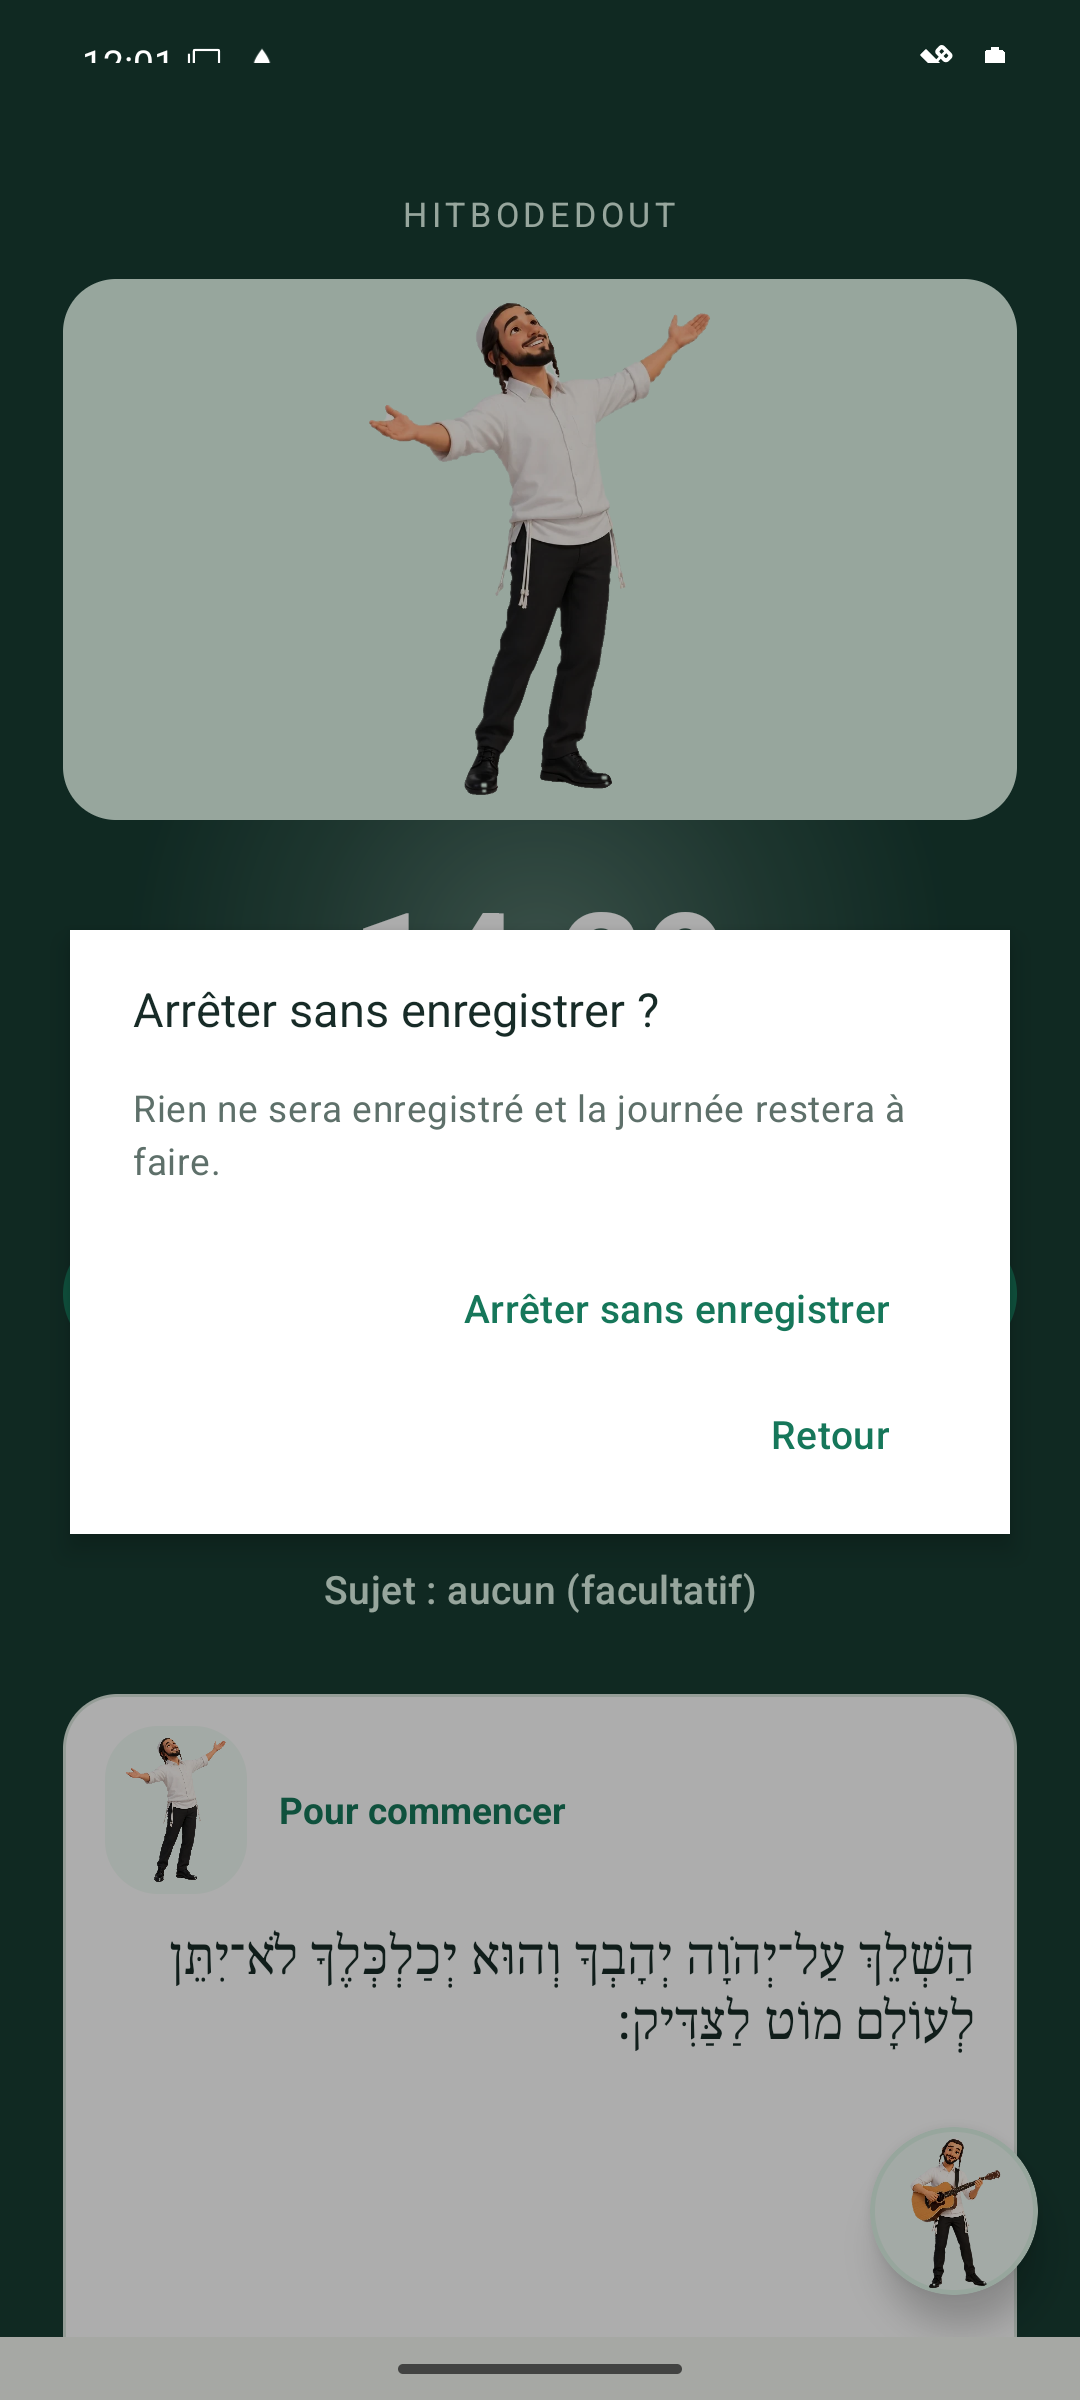 HITBODEDOUT
Arrêter sans enregistrer ?
Rien ne sera enregistré et la journée restera à
faire.
Arrêter sans enregistrer
Retour
Sujet : aucun (facultatif)
Pour commencer
הַשְׁלֵךְ עַל־יְהֹוָה יְהָבְךָ וְהוּא יְכַלְכְּלֶךָ לֹא־יִתֵּן
לְעוֹלָם מוֹט לַצַּדִּיק׃